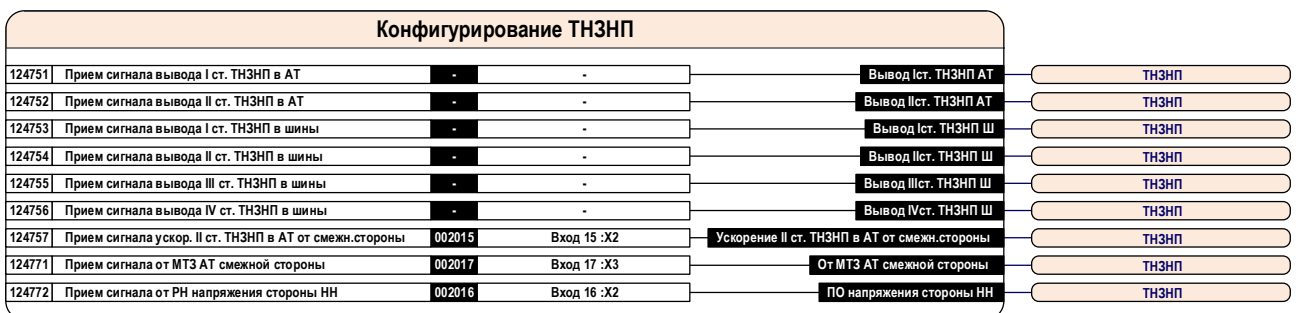 Конфигурирование ТНЗНП
124751 Прием сигнала вывода I ст. ТНЗНП в АТ - - Вывод Iст. ТНЗНП АТ ТНЗНП
124752 Прием сигнала вывода II ст. ТНЗНП в АТ - - Вывод IIст. ТНЗНП АТ ТНЗНП
124753 Прием сигнала вывода I ст. ТНЗНП в шины - - Вывод Iст. ТНЗНП Ш ТНЗНП
124754 Прием сигнала вывода II ст. ТНЗНП в шины - - Вывод IIст. ТНЗНП Ш ТНЗНП
124755 Прием сигнала вывода III ст. ТНЗНП в шины - - Вывод IIIст. ТНЗНП Ш ТНЗНП
124756 Прием сигнала вывода IV ст. ТНЗНП в шины - - Вывод IVст. ТНЗНП Ш ТНЗНП
124757 Прием сигнала ускор. II ст. ТНЗНП в АТ от смежн.стороны 002015 Вход 15 :X2 Ускорение II ст. ТНЗНП в АТ от смежн.стороны ТНЗНП
124771 Прием сигнала от МТЗ АТ смежной стороны 002017 Вход 17 :X3 От МТЗ АТ смежной стороны ТНЗНП
124772 Прием сигнала от РН напряжения стороны НН 002016 Вход 16 :X2 ПО напряжения стороны НН ТНЗНП